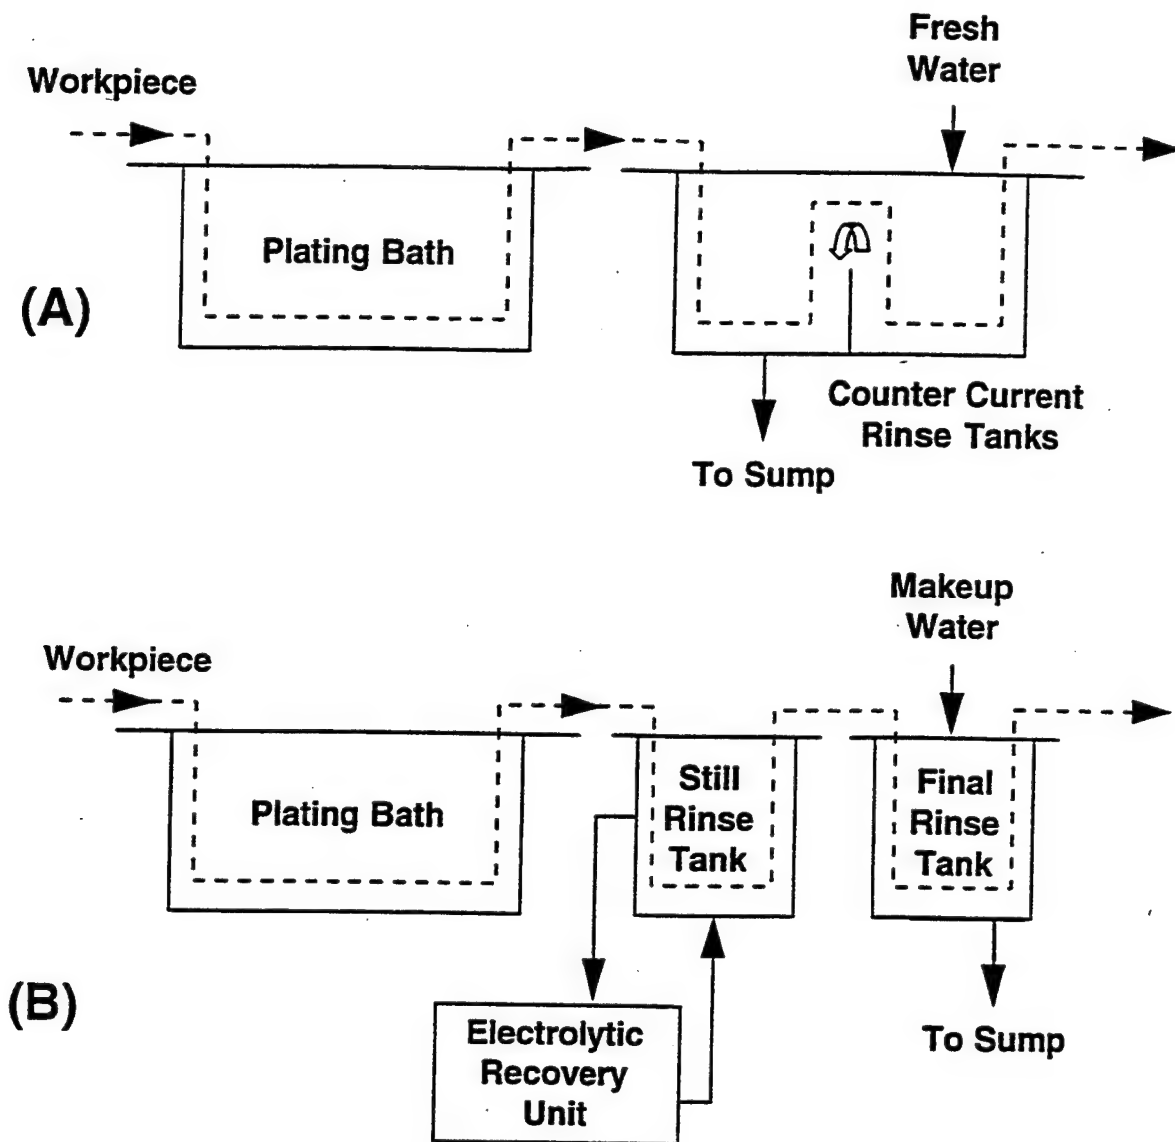 Fresh
Water
Workpiece
Plating Bath
(A)
Counter Current
Rinse Tanks
To Sump
Makeup
Water
Workpiece
Plating Bath
Still
Rinse
Tank
Final
Rinse
Tank
(B)
Electrolytic
Recovery
Unit
To Sump